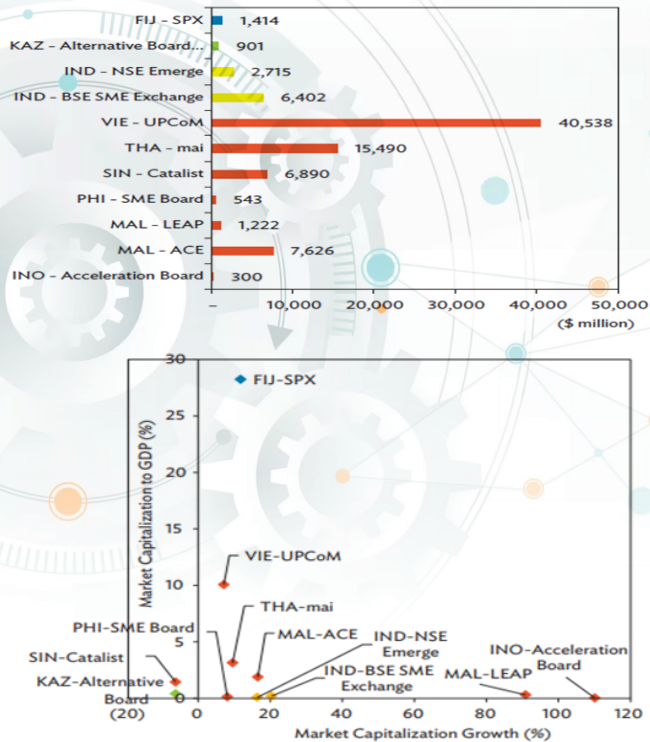 FIJ - SPX 1,414
KAZ - Alternative Board... 901
IND - NSE Emerge 2,715
IND - BSE SME Exchange 6,402
VIE - UPCoM 40,538
THA - mai 15,490
SIN - Catalist 6,890
PHI - SME Board 543
MAL - LEAP 1,222
MAL - ACE 7,626
INO - Acceleration Board 300
– 10,000 20,000 30,000 40,000 50,000
($ million)
Market Capitalization to GDP (%)
30
FIJ-SPX
25
20
15
VIE-UPCoM
10
THA-mai
PHI-SME Board
5
MAL-ACE
IND-NSE
Emerge
INO-Acceleration
Board
SIN-Catalist
IND-BSE SME
Exchange
MAL-LEAP
KAZ-Alternative
Board
0
(20) 0 20 40 60 80 100 120
Market Capitalization Growth (%)